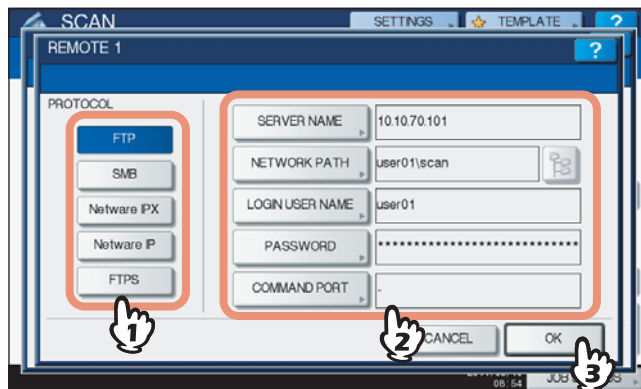 SCAN
SETTINGS
TEMPLATE
?
REMOTE 1
?
PROTOCOL
FTP
SMB
Netware IPX
Netware IP
FTPS
SERVER NAME
10.10.70.101
NETWORK PATH
user01\scan
LOGIN USER NAME
user01
PASSWORD
*****************************
COMMAND PORT
-
CANCEL
OK
1
2
3
08:54